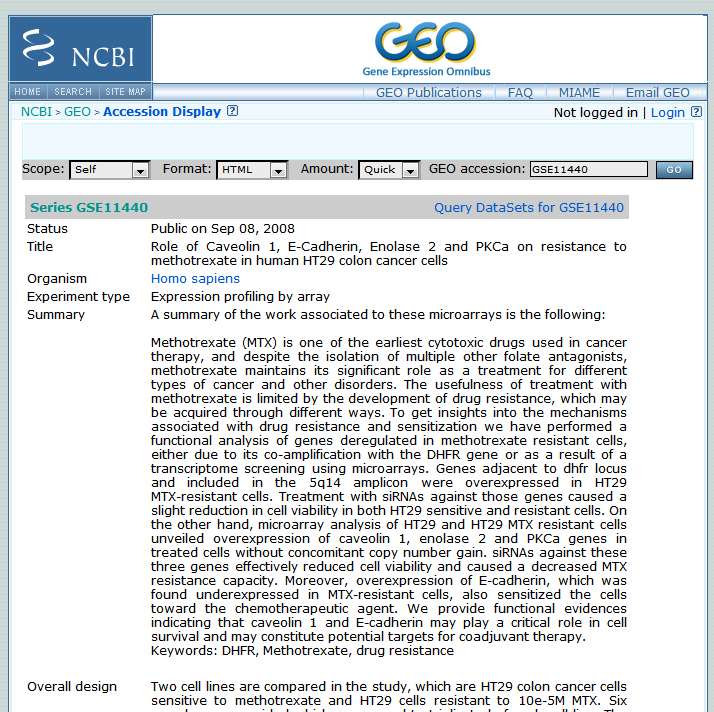 NCBI
GEO
Gene Expression Omnibus
HOME SEARCH SITE MAP
GEO Publications FAQ MIAME Email GEO
NCBI > GEO > Accession Display ?
Not logged in | Login ?
Scope: Self Format: HTML Amount: Quick GEO accession: GSE11440 GO
Series GSE11440 Query DataSets for GSE11440
Status Public on Sep 08, 2008
Title Role of Caveolin 1, E-Cadherin, Enolase 2 and PKCa on resistance to
methotrexate in human HT29 colon cancer cells
Organism Homo sapiens
Experiment type Expression profiling by array
Summary A summary of the work associated to these microarrays is the following:
Methotrexate (MTX) is one of the earliest cytotoxic drugs used in cancer
therapy, and despite the isolation of multiple other folate antagonists,
methotrexate maintains its significant role as a treatment for different
types of cancer and other disorders. The usefulness of treatment with
methotrexate is limited by the development of drug resistance, which may
be acquired through different ways. To get insights into the mechanisms
associated with drug resistance and sensitization we have performed a
functional analysis of genes deregulated in methotrexate resistant cells,
either due to its co-amplification with the DHFR gene or as a result of a
transcriptome screening using microarrays. Genes adjacent to dhfr locus
and included in the 5q14 amplicon were overexpressed in HT29
MTX-resistant cells. Treatment with siRNAs against those genes caused a
slight reduction in cell viability in both HT29 sensitive and resistant cells. On
the other hand, microarray analysis of HT29 and HT29 MTX resistant cells
unveiled overexpression of caveolin 1, enolase 2 and PKCa genes in
treated cells without concomitant copy number gain. siRNAs against these
three genes effectively reduced cell viability and caused a decreased MTX
resistance capacity. Moreover, overexpression of E-cadherin, which was
found underexpressed in MTX-resistant cells, also sensitized the cells
toward the chemotherapeutic agent. We provide functional evidences
indicating that caveolin 1 and E-cadherin may play a critical role in cell
survival and may constitute potential targets for coadjuvant therapy.
Keywords: DHFR, Methotrexate, drug resistance
Overall design Two cell lines are compared in the study, which are HT29 colon cancer cells
sensitive to methotrexate and HT29 cells resistant to 10e-5M MTX. Six